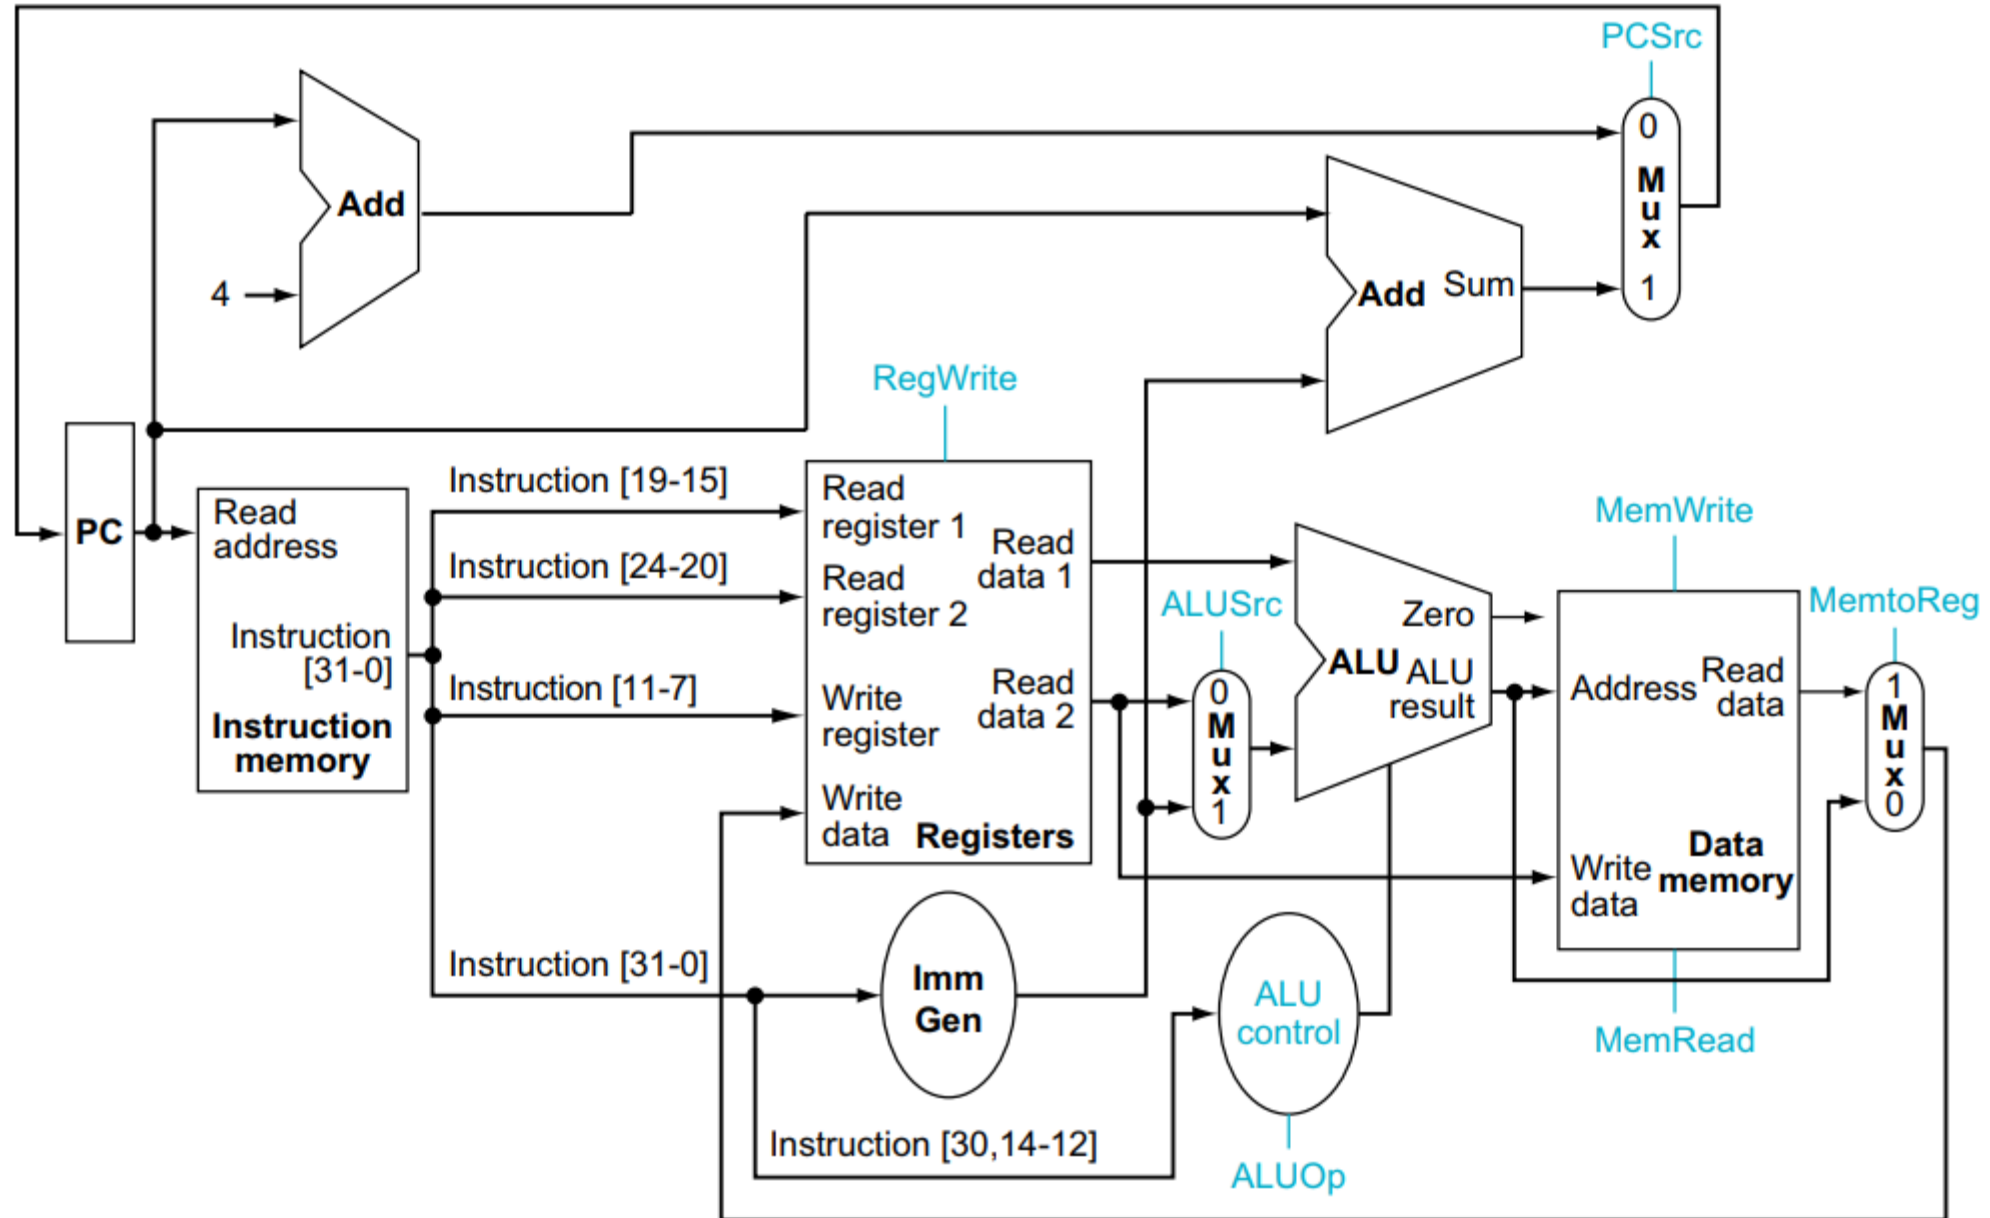 PCSrc
0
M
u
x
1
Add
4
Add Sum
RegWrite
PC
Read
address
Instruction
[31-0]
Instruction
memory
Instruction [19-15]
Instruction [24-20]
Instruction [11-7]
Instruction [31-0]
Read
register 1
Read
register 2
Write
register
Write
data
Read
data 1
Read
data 2
Registers
ALUSrc
0
M
u
x
1
Zero
ALU
ALU
result
MemWrite
Address
Read
data
Write
data
Data
memory
MemRead
MemtoReg
1
M
u
x
0
Imm
Gen
ALU
control
Instruction [30,14-12]
ALUOp